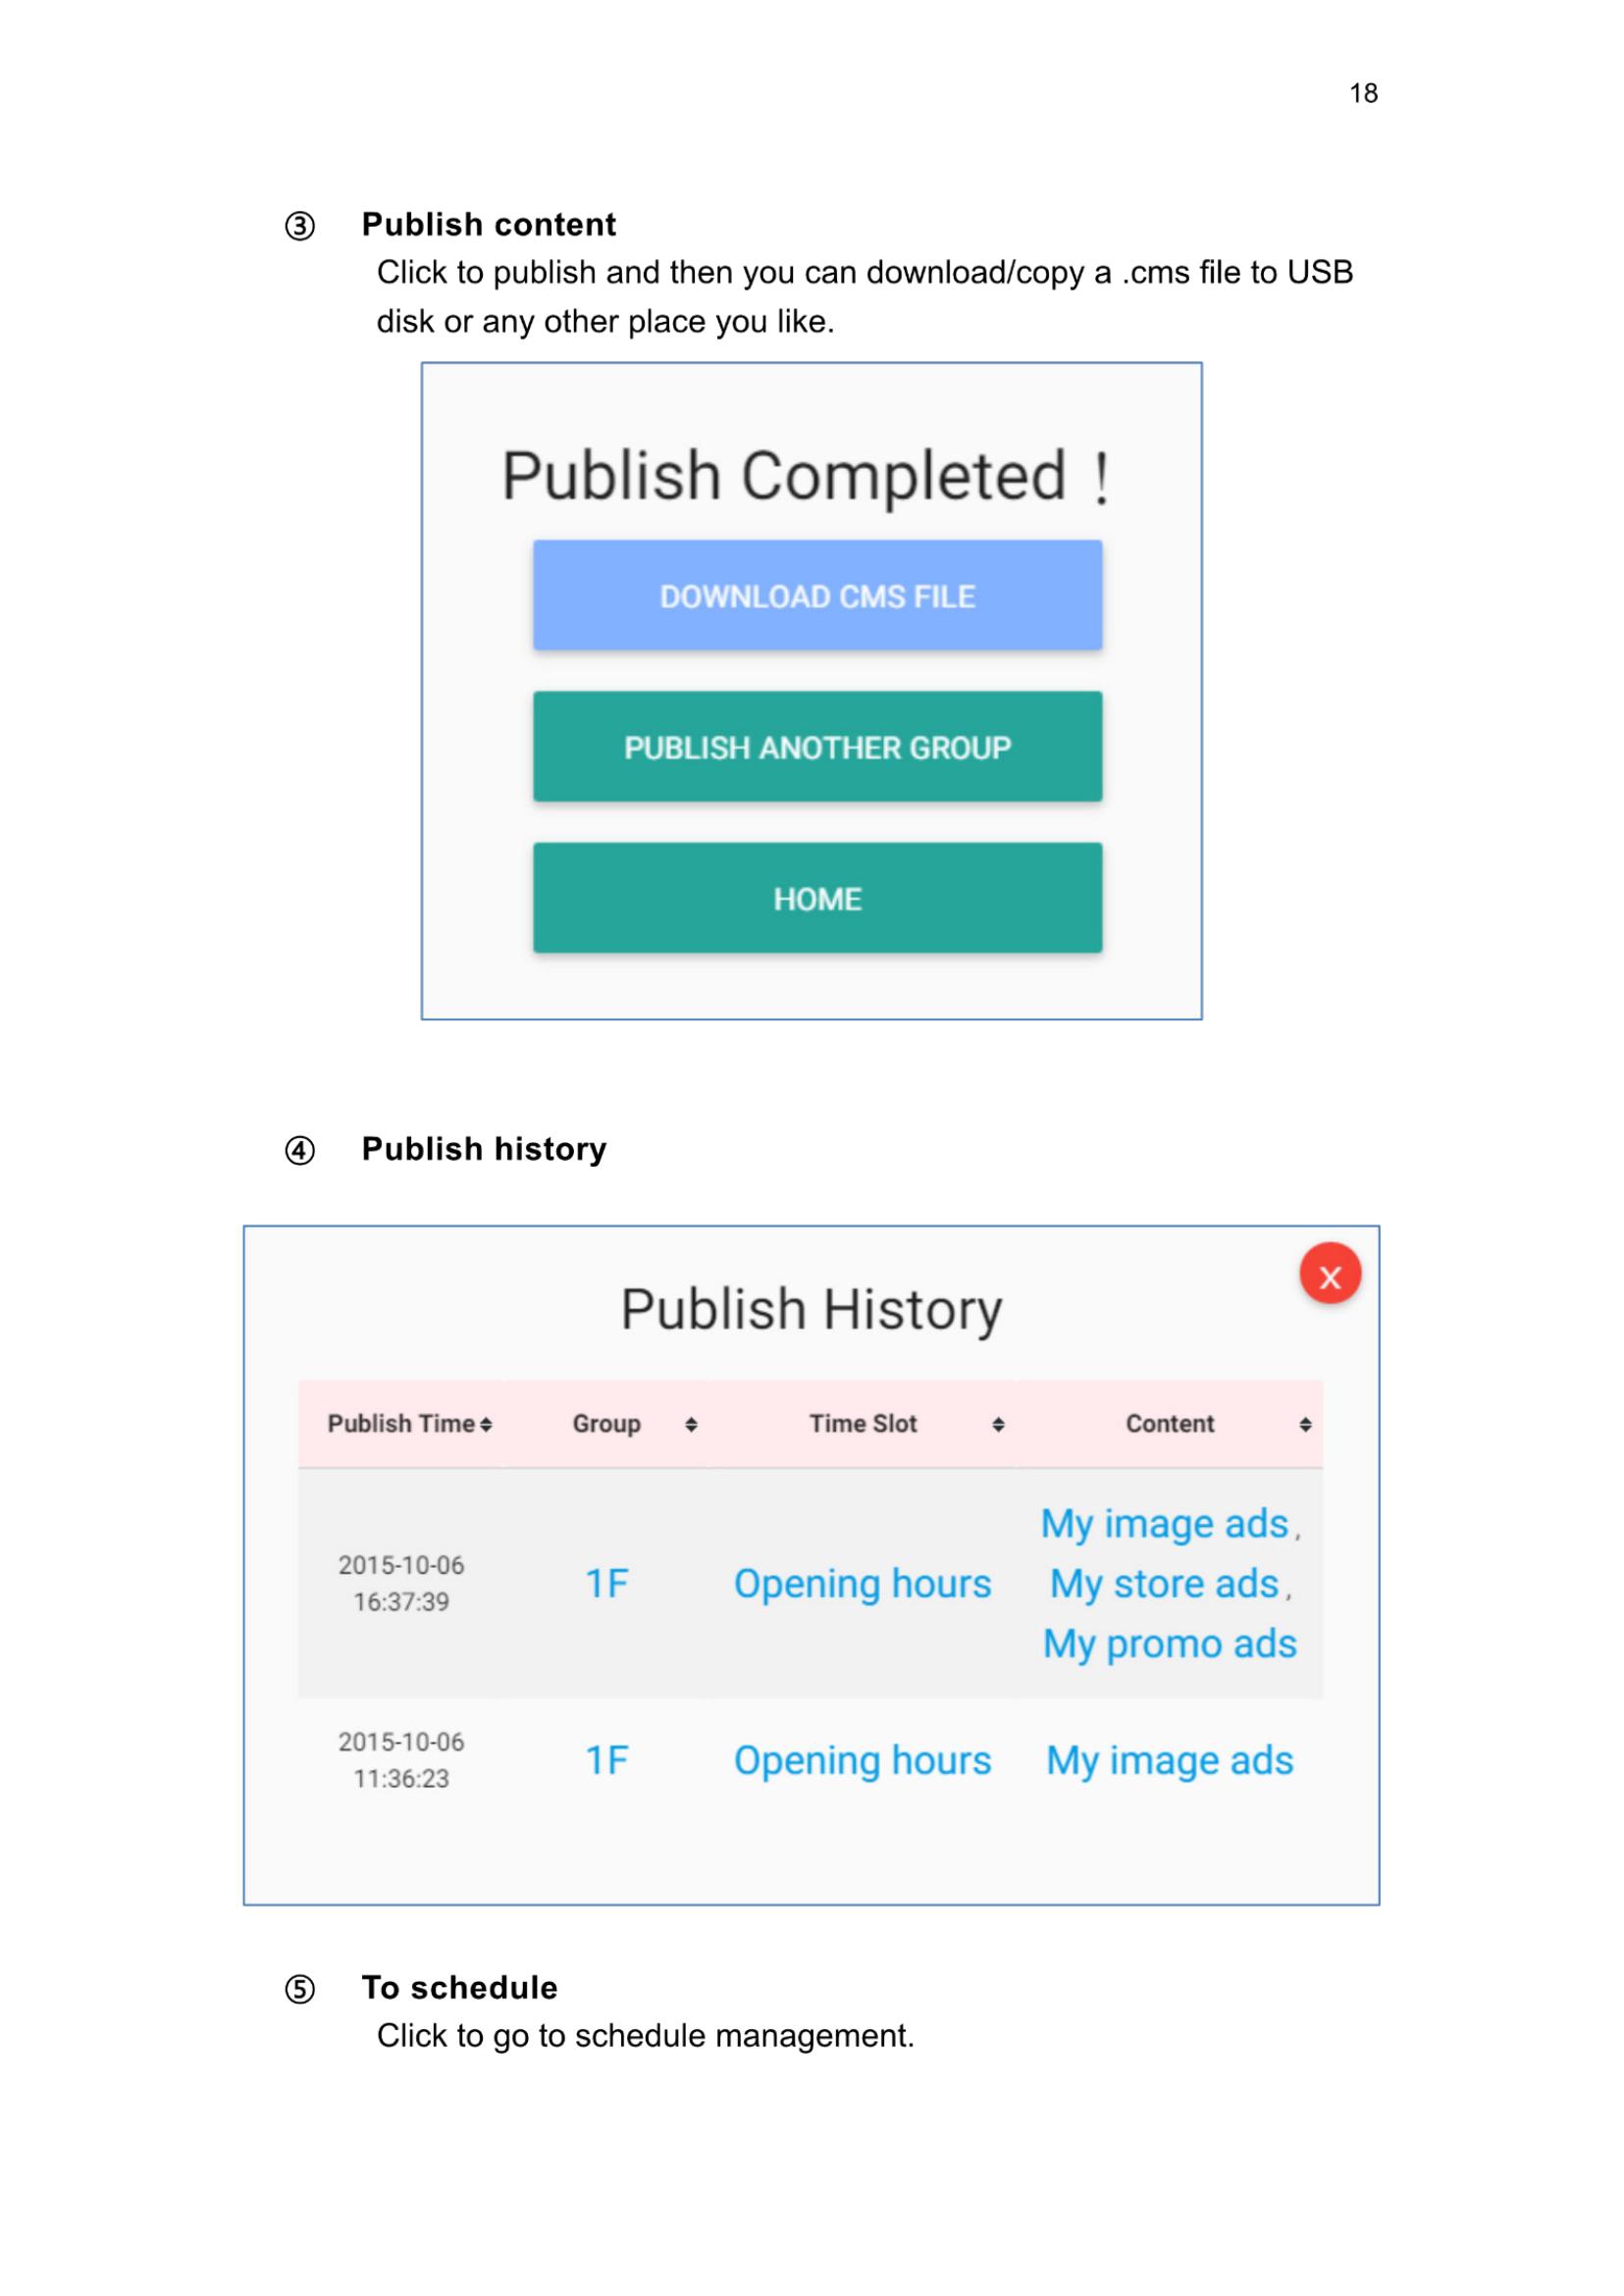 18
③ Publish content
Click to publish and then you can download/copy a .cms file to USB
disk or any other place you like.
Publish Completed !
DOWNLOAD CMS FILE
PUBLISH ANOTHER GROUP
HOME
④ Publish history
x
Publish History
Publish Time Group Time Slot Content
2015-10-06
16:37:39
1F
Opening hours
My image ads,
My store ads,
My promo ads
2015-10-06
11:36:23
1F
Opening hours
My image ads
⑤ To schedule
Click to go to schedule management.